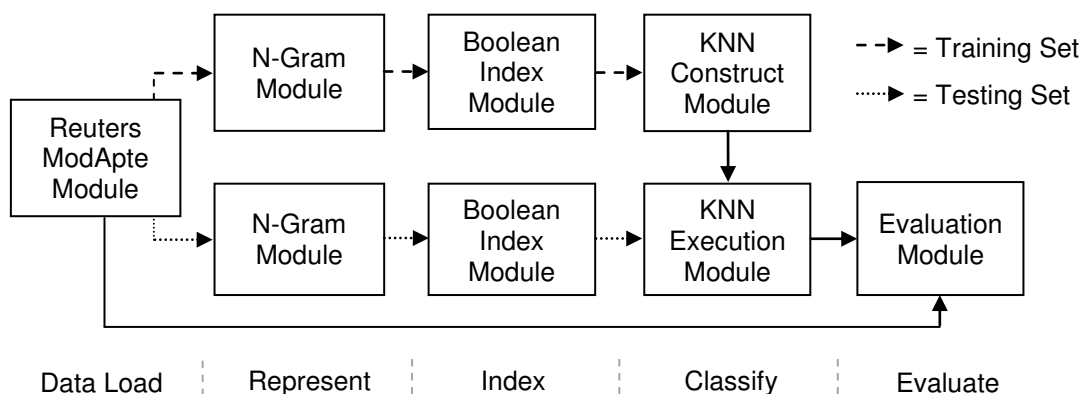 N-Gram
Module
Boolean
Index
Module
KNN
Construct
Module
= Training Set
= Testing Set
Reuters
ModApte
Module
N-Gram
Module
Boolean
Index
Module
KNN
Execution
Module
Evaluation
Module
Data Load
Represent
Index
Classify
Evaluate